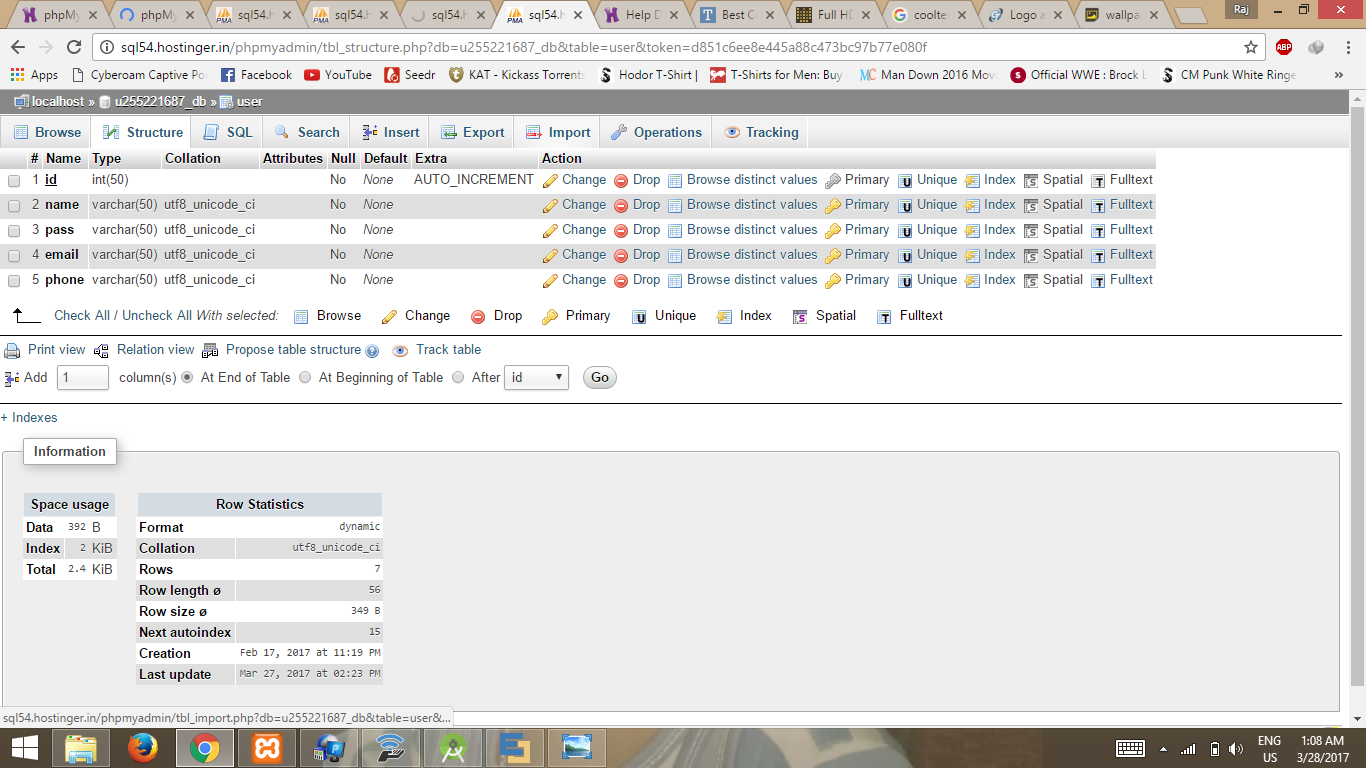 phpMy
phpMy
sql54.h
sql54.h
sql54.h
sql54.h
Help D
Best Co
Full HD
coolte
Logo a
wallpa
Raj
sql54.hostinger.in/phpmyadmin/tbl_structure.php?db=u255221687_db&table=user&token=d851c6ee8e445a88c473bc97b77e080f
ABP
Apps Cyberoam Captive Po Facebook YouTube Seedr KAT - Kickass Torrents Hodor T-Shirt | T-Shirts for Men: Buy Man Down 2016 Movi Official WWE : Brock L CM Punk White Ringe »
localhost » u255221687_db » user
Browse Structure SQL Search Insert Export Import Operations Tracking
# Name Type Collation Attributes Null Default Extra Action
1 id int(50) No None AUTO_INCREMENT Change Drop Browse distinct values Primary Unique Index Spatial Fulltext
2 name varchar(50) utf8_unicode_ci No None Change Drop Browse distinct values Primary Unique Index Spatial Fulltext
3 pass varchar(50) utf8_unicode_ci No None Change Drop Browse distinct values Primary Unique Index Spatial Fulltext
4 email varchar(50) utf8_unicode_ci No None Change Drop Browse distinct values Primary Unique Index Spatial Fulltext
5 phone varchar(50) utf8_unicode_ci No None Change Drop Browse distinct values Primary Unique Index Spatial Fulltext
Check All / Uncheck All With selected: Browse Change Drop Primary Unique Index Spatial Fulltext
Print view Relation view Propose table structure Track table
Add 1 column(s) At End of Table At Beginning of Table After id Go
+ Indexes
Information
Space usage
Data 392 B
Index 2 KiB
Total 2.4 KiB
Row Statistics
Format dynamic
Collation utf8_unicode_ci
Rows 7
Row length ø 56
Row size ø 349 B
Next autoindex 15
Creation Feb 17, 2017 at 11:19 PM
Last update Mar 27, 2017 at 02:23 PM
sql54.hostinger.in/phpmyadmin/tbl_import.php?db=u255221687_db&table=user&...
ENG
US
1:08 AM
3/28/2017